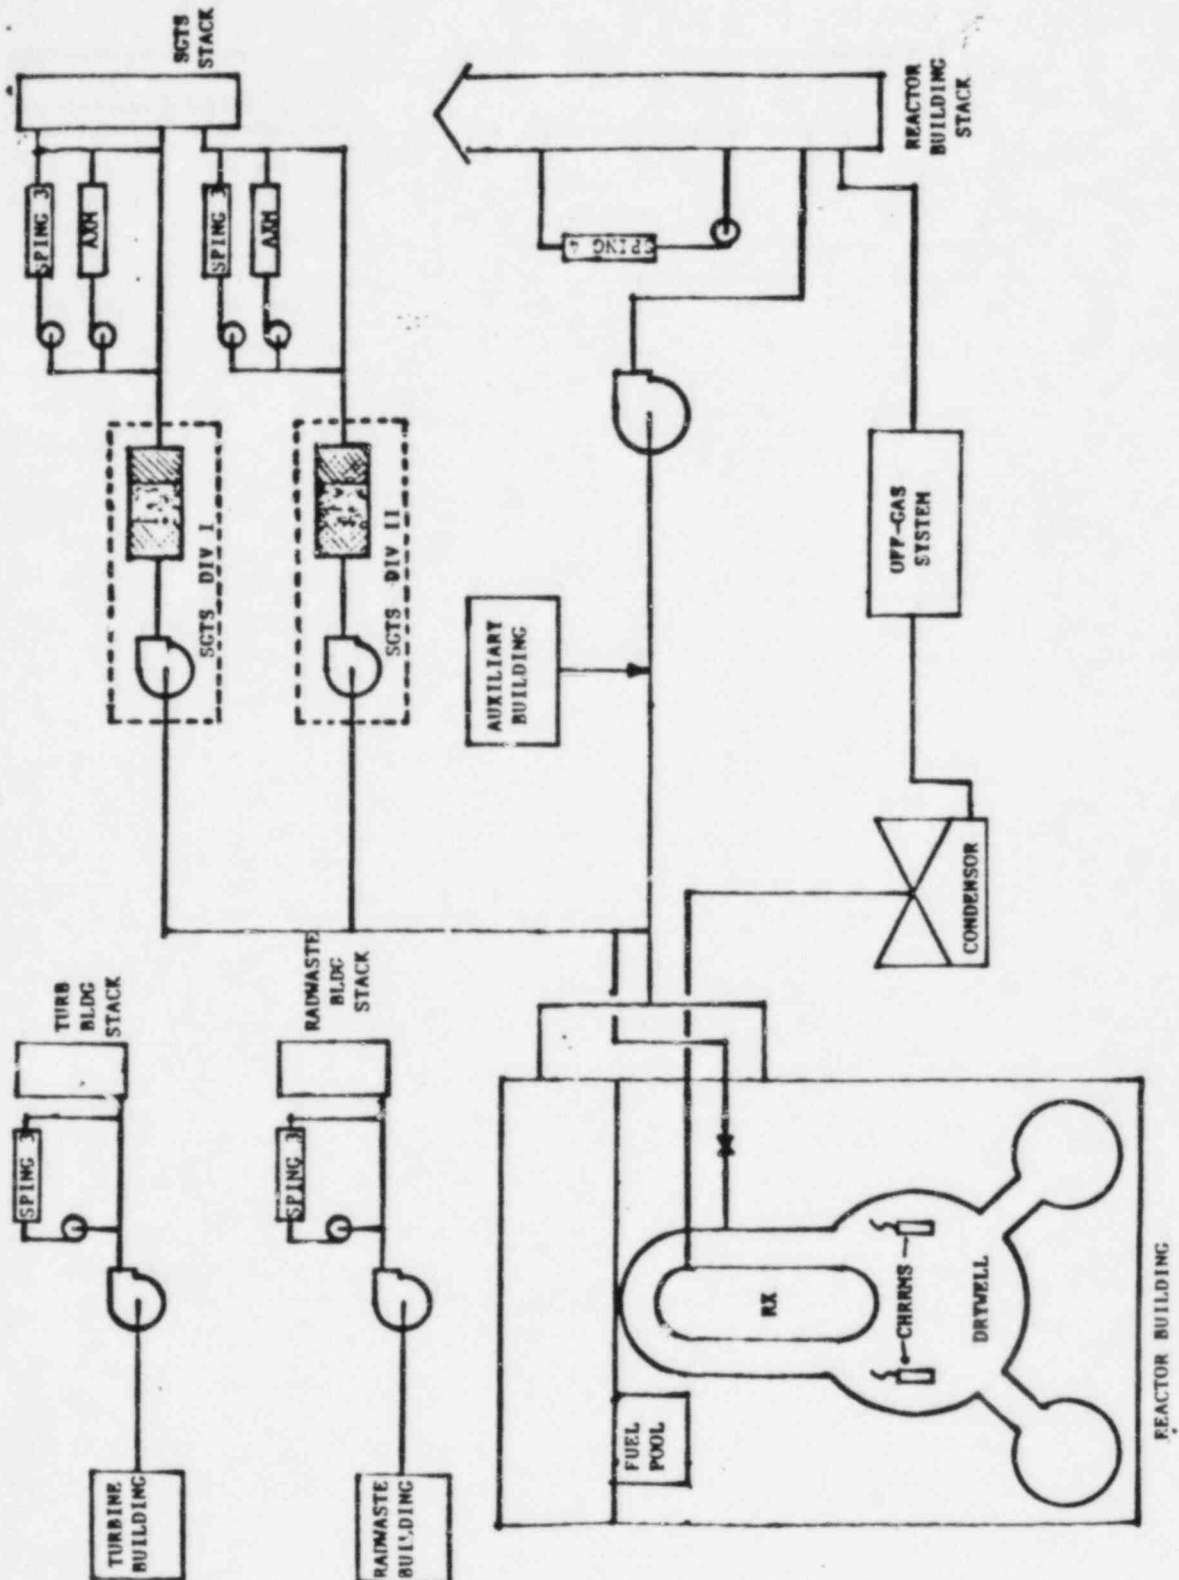 TURBINE
BUILDING
SPING 3
TURB
BLDG
STACK
RADWASTE
BUILDING
SPING 3
RADWASTE
BLDG
STACK
SGTS DIV I
SPING 3
AXM
SGTS DIV II
SPING 3
AXM
SGTS
STACK
AUXILIARY
BUILDING
SPING 4
REACTOR
BUILDING
STACK
OFF-GAS
SYSTEM
CONDENSOR
FUEL
POOL
RX
CHRRMS
DRYWELL
REACTOR BUILDING